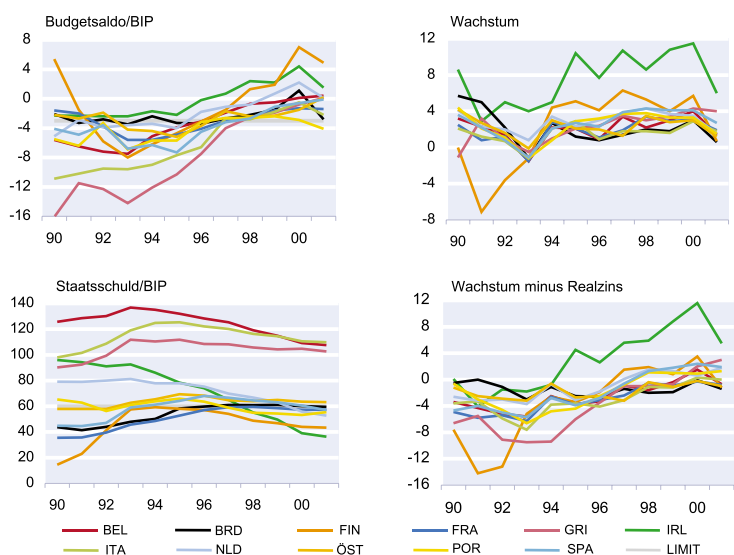 Budgetsaldo/BIP
8
4
0
-4
-8
-12
-16
90 92 94 96 98 00
Wachstum
12
8
4
0
-4
-8
90 92 94 96 98 00
Staatsschuld/BIP
140
120
100
80
60
40
20
0
90 92 94 96 98 00
Wachstum minus Realzins
12
8
4
0
-4
-8
-12
-16
90 92 94 96 98 00
BEL BRD FIN FRA GRI IRL
ITA NLD ÖST POR SPA LIMIT